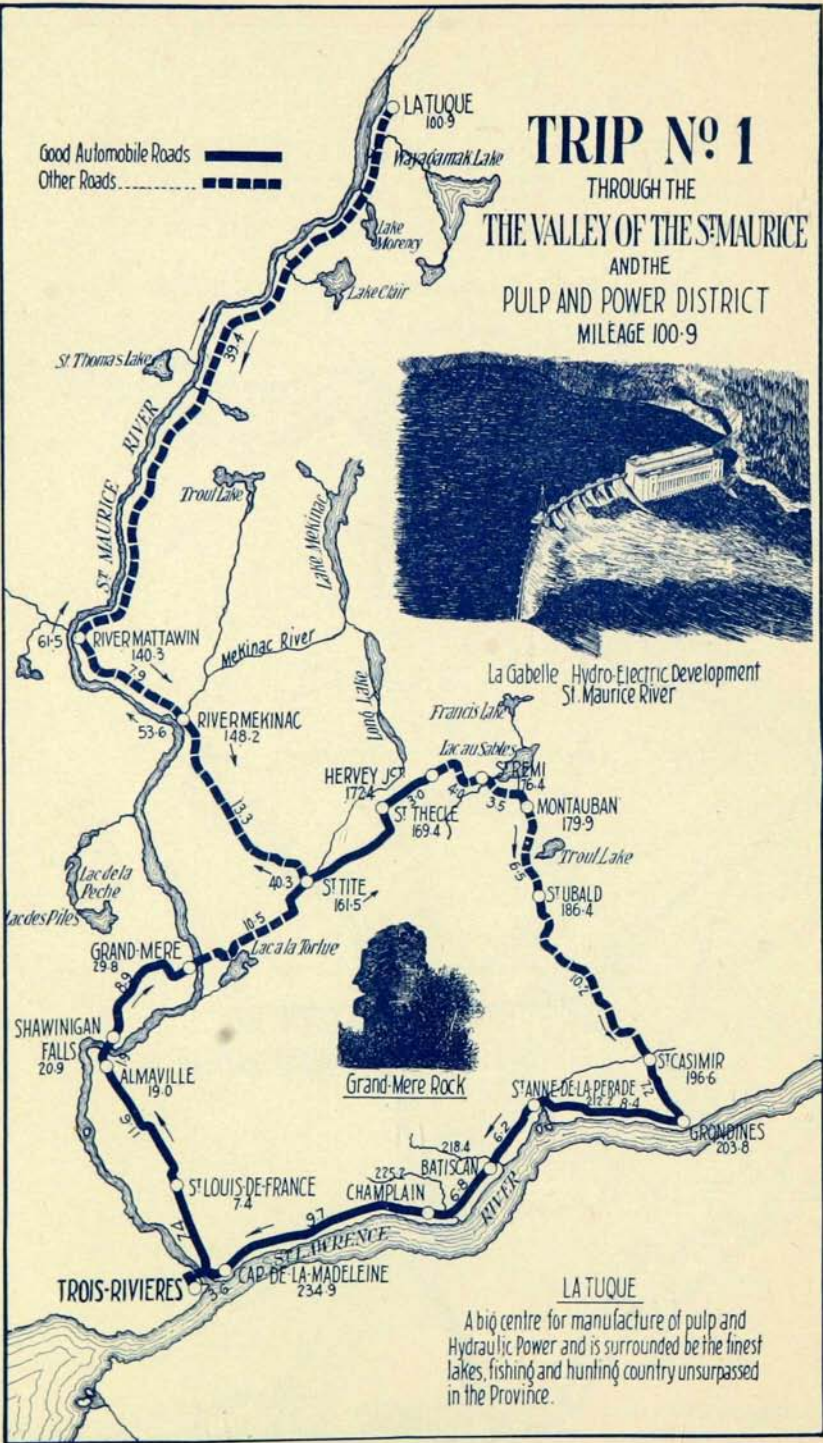 TRIP Nº 1
THROUGH THE
THE VALLEY OF THE ST MAURICE
AND THE
PULP AND POWER DISTRICT
MILEAGE 100·9
Good Automobile Roads
Other Roads
LA TUQUE
100·9
Wayagamak Lake
Lake
Morency
Lake Clair
39·4
St. Thomas Lake
ST. MAURICE RIVER
Trout Lake
Lake Mekinac
La Gabelle Hydro-Electric Development
St. Maurice River
61·5
RIVER MATTAWIN
140·3
7·9
Mekinac River
53·6
RIVER MEKINAC
148·2
Long Lake
Francis Lake
Lac au Sables
HERVEY JCT.
172·4
3·0
4·0
ST REMI
176·4
3·5
ST THECLE
169·4
MONTAUBAN
179·9
13·3
6·5
Trout Lake
ST UBALD
186·4
40·3
ST TITE
161·5
Lac de la
Peche
Lac des Piles
10·5
GRAND-MERE
29·8
Lac a la Tortue
8·9
10·2
SHAWINIGAN
FALLS
20·9
1·9
ALMAVILLE
19·0
Grand-Mere Rock
ST CASIMIR
196·6
7·2
ST ANNE-DE-LA-PERADE
212·2
8·4
GRONDINES
203·8
11·6
6·2
218·4
BATISCAN
ST LOUIS-DE-FRANCE
7·4
225·2
CHAMPLAIN
6·8
9·7
ST LAWRENCE RIVER
7·4
TROIS-RIVIERES
3·6
CAP-DE-LA-MADELEINE
234·9
LA TUQUE
A big centre for manufacture of pulp and
Hydraulic Power and is surrounded be the finest
lakes, fishing and hunting country unsurpassed
in the Province.